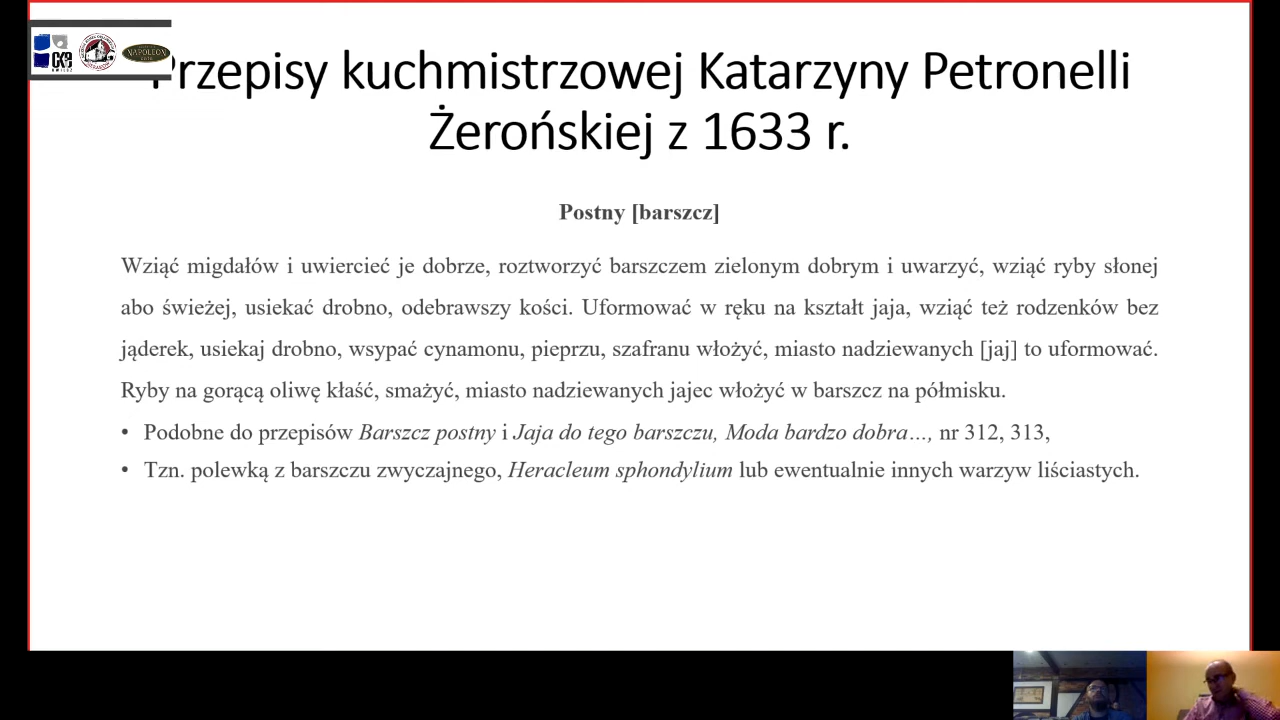 CK
NAPOLEON
Przepisy kuchmistrzowej Katarzyny Petronelli
Żerońskiej z 1633 r.
Postny [barszcz]
Wziąć migdałów i uwiercieć je dobrze, roztworzyć barszczem zielonym dobrym i uwarzyć, wziąć ryby słonej
abo świeżej, usiekać drobno, odebrawszy kości. Uformować w ręku na kształt jaja, wziąć też rodzenków bez
jąderek, usiekaj drobno, wsypać cynamonu, pieprzu, szafranu włożyć, miasto nadziewanych [jaj] to uformować.
Ryby na gorącą oliwę kłaść, smażyć, miasto nadziewanych jajec włożyć w barszcz na półmisku.
• Podobne do przepisów Barszcz postny i Jaja do tego barszczu, Moda bardzo dobra…, nr 312, 313,
• Tzn. polewką z barszczu zwyczajnego, Heracleum sphondylium lub ewentualnie innych warzyw liściastych.